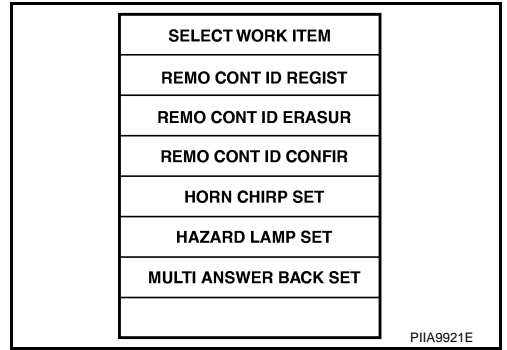 SELECT WORK ITEM
REMO CONT ID REGIST
REMO CONT ID ERASUR
REMO CONT ID CONFIR
HORN CHIRP SET
HAZARD LAMP SET
MULTI ANSWER BACK SET
PIIA9921E